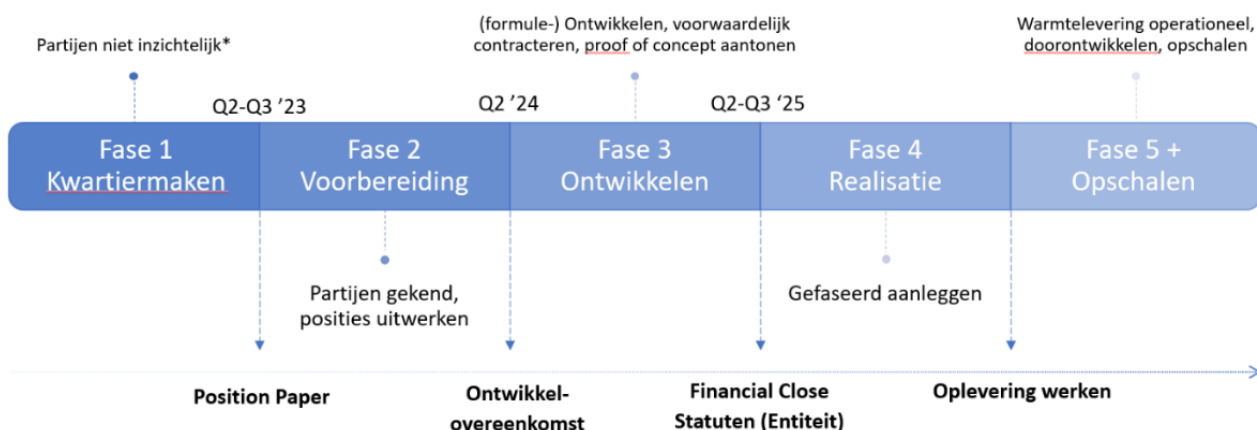 Partijen niet inzichtelijk*
(formule-) Ontwikkelen, voorwaardelijk
contracteren, proof of concept aantonen
Warmtelevering operationeel,
doorontwikkelen, opschalen
Q2-Q3 ’23
Q2 ’24
Q2-Q3 ‘25
Fase 1
Kwartiermaken
Fase 2
Voorbereiding
Fase 3
Ontwikkelen
Fase 4
Realisatie
Fase 5 +
Opschalen
Partijen gekend,
posities uitwerken
Gefaseerd aanleggen
Position Paper
Ontwikkel-
overeenkomst
Financial Close
Statuten (Entiteit)
Oplevering werken